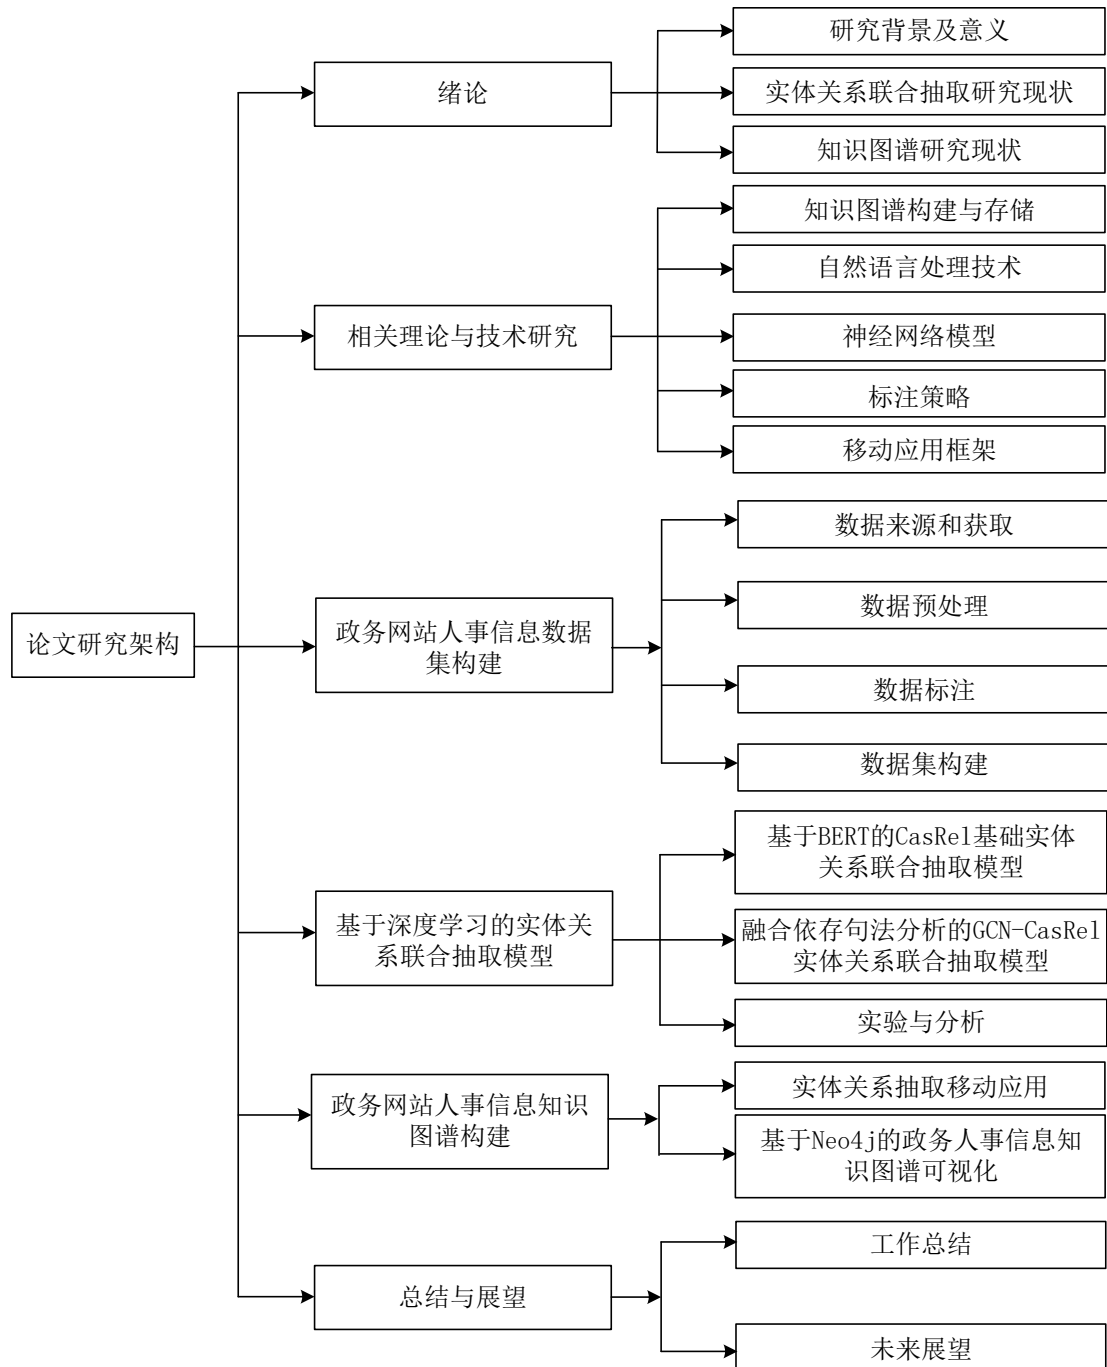 论文研究架构
绪论
研究背景及意义
实体关系联合抽取研究现状
知识图谱研究现状
相关理论与技术研究
知识图谱构建与存储
自然语言处理技术
神经网络模型
标注策略
移动应用框架
政务网站人事信息数据
集构建
数据来源和获取
数据预处理
数据标注
数据集构建
基于深度学习的实体关
系联合抽取模型
基于BERT的CasRel基础实体
关系联合抽取模型
融合依存句法分析的GCN-CasRel
实体关系联合抽取模型
实验与分析
政务网站人事信息知识
图谱构建
实体关系抽取移动应用
基于Neo4j的政务人事信息知
识图谱可视化
总结与展望
工作总结
未来展望